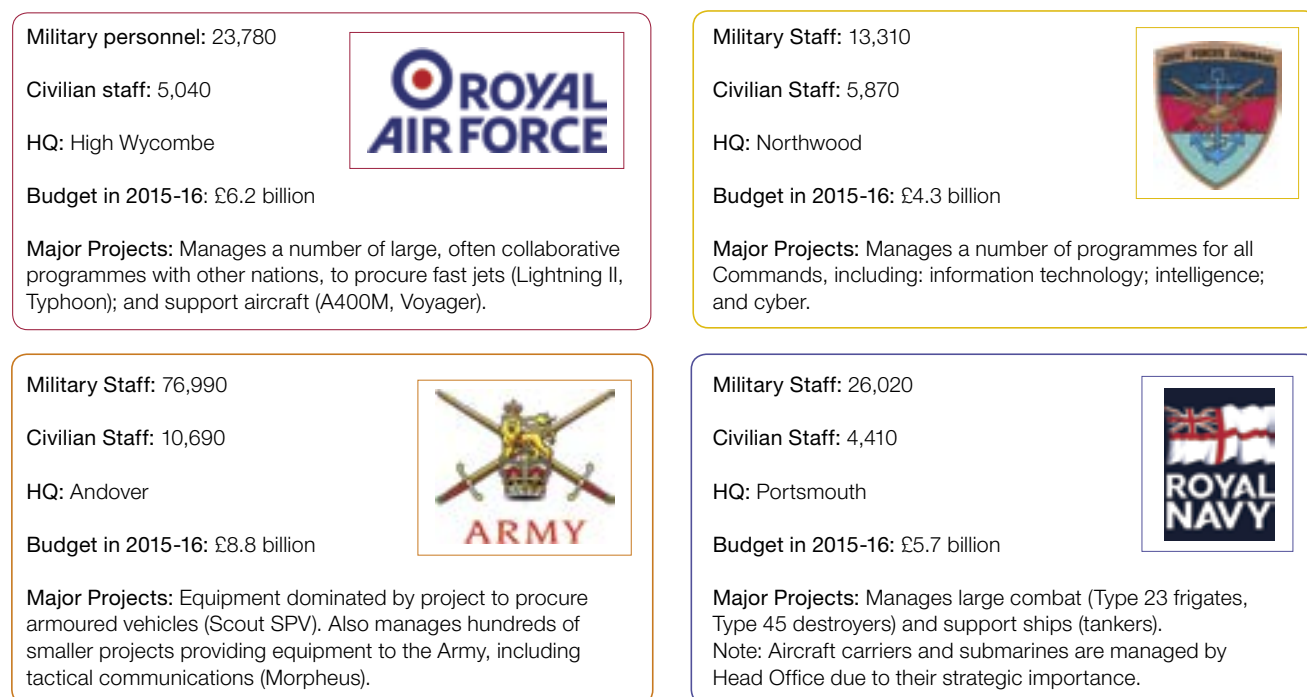 Military personnel: 23,780
Civilian staff: 5,040
HQ: High Wycombe
Budget in 2015-16: £6.2 billion
Major Projects: Manages a number of large, often collaborative
programmes with other nations, to procure fast jets (Lightning II,
Typhoon); and support aircraft (A400M, Voyager).
ROYAL
AIR FORCE
Military Staff: 13,310
Civilian Staff: 5,870
HQ: Northwood
Budget in 2015-16: £4.3 billion
Major Projects: Manages a number of programmes for all
Commands, including: information technology; intelligence;
and cyber.
JOINT FORCES COMMAND
Military Staff: 76,990
Civilian Staff: 10,690
HQ: Andover
Budget in 2015-16: £8.8 billion
Major Projects: Equipment dominated by project to procure
armoured vehicles (Scout SPV). Also manages hundreds of
smaller projects providing equipment to the Army, including
tactical communications (Morpheus).
ARMY
Military Staff: 26,020
Civilian Staff: 4,410
HQ: Portsmouth
Budget in 2015-16: £5.7 billion
Major Projects: Manages large combat (Type 23 frigates,
Type 45 destroyers) and support ships (tankers).
Note: Aircraft carriers and submarines are managed by
Head Office due to their strategic importance.
ROYAL
NAVY